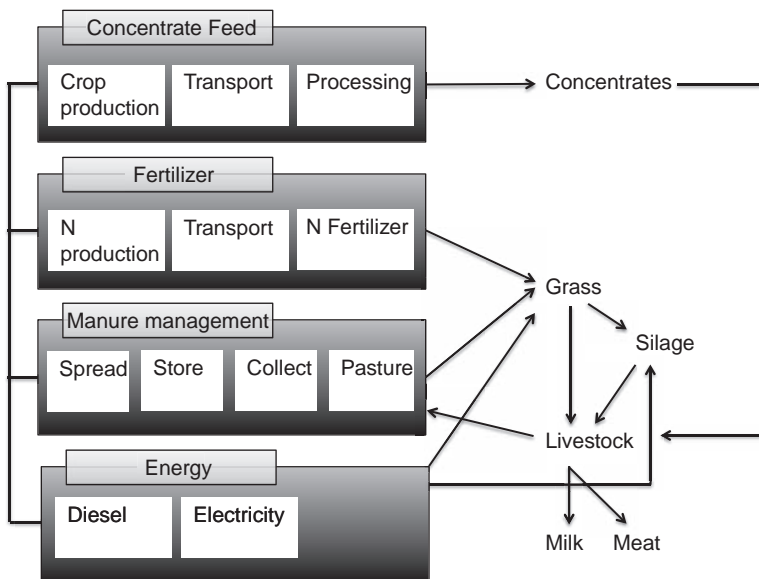 Concentrate Feed
Crop
production
Transport
Processing
Concentrates
Fertilizer
N
production
Transport
N Fertilizer
Grass
Manure management
Silage
Spread
Store
Collect
Pasture
Livestock
Energy
Diesel
Electricity
Milk
Meat